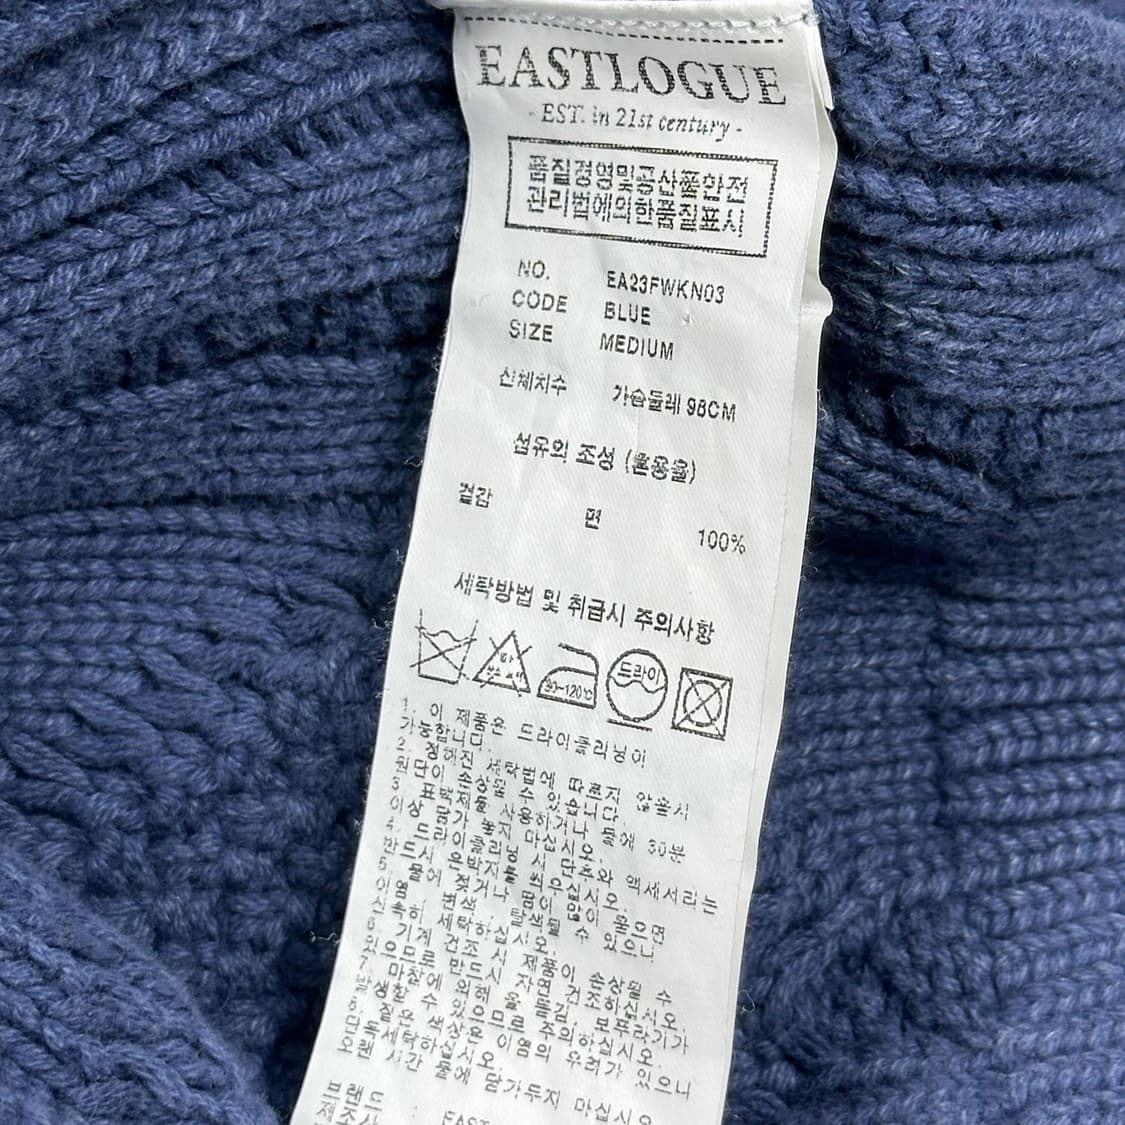 EASTLOGUE
- EST. in 21st century -
품질경영및공산품안전
관리법에의한품질표시
NO. EA23FWKN03
CODE BLUE
SIZE MEDIUM
신체치수 가슴둘레 98CM
섬유의 조성 (혼용율)
겉감 면 100%
세탁방법 및 취급시 주의사항
80~120℃
드라이
1. 이 제품은 드라이클리닝이
가능합니다.
2. 정해진 세탁법에 따르지 않을시
원단이 손상될 수 있습니다.
3. 표백제를 사용하거나 물에 30분
이상 담가 놓지 마십시오.
4. 드라이클리닝 시 단추와 액세서리는
반드시 은박지를 씌우십시오.
5. 물에 젖거나 땀이 많이 묻으면
이염, 변색, 탈색될 수 있으니
신속히 세탁하십시오.
6. 기계 건조시 제품이 손상될 수
있으므로 반드시 자연 건조하십시오.
7. 마찰에 의해 올 뜯김, 보푸라기가
발생할 수 있으므로 주의하십시오.
8. 짙은 색상은 이염의 우려가 있으니
단독세탁하십시오.
오랜 시간 물에 담가두지 마십시오
브랜드 : EAST
제조사